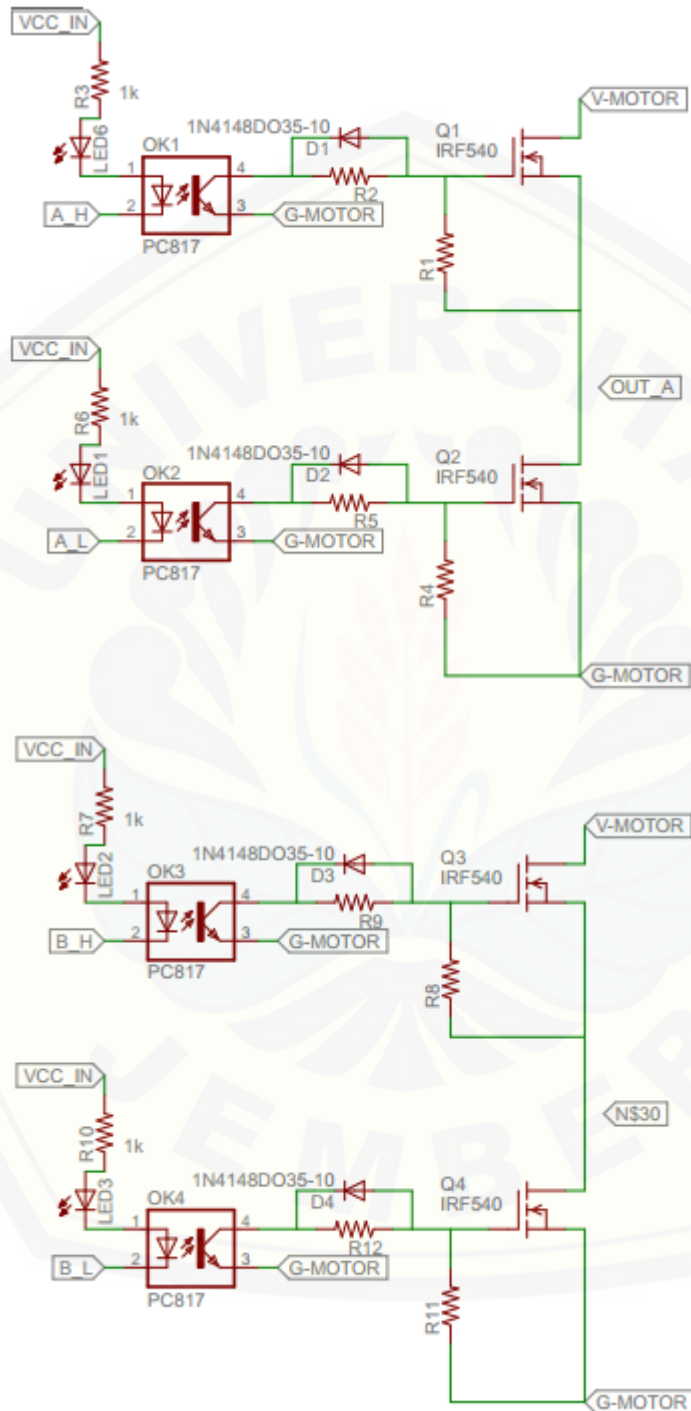 VCC_IN
R3
1k
LED6
1N4148DO35-10
D1
Q1
IRF540
V-MOTOR
OK1
1
4
R2
A_H
2
3
G-MOTOR
PC817
R1
VCC_IN
OUT_A
R6
1k
LED1
1N4148DO35-10
D2
Q2
IRF540
OK2
1
4
R5
A_L
2
3
G-MOTOR
PC817
R4
G-MOTOR
VCC_IN
R7
1k
LED2
1N4148DO35-10
D3
Q3
IRF540
V-MOTOR
OK3
1
4
R9
B_H
2
3
G-MOTOR
PC817
R8
VCC_IN
N$30
R10
1k
LED3
1N4148DO35-10
D4
Q4
IRF540
OK4
1
4
R12
B_L
2
3
G-MOTOR
PC817
R11
G-MOTOR
UNIVERSITA
JEMBER